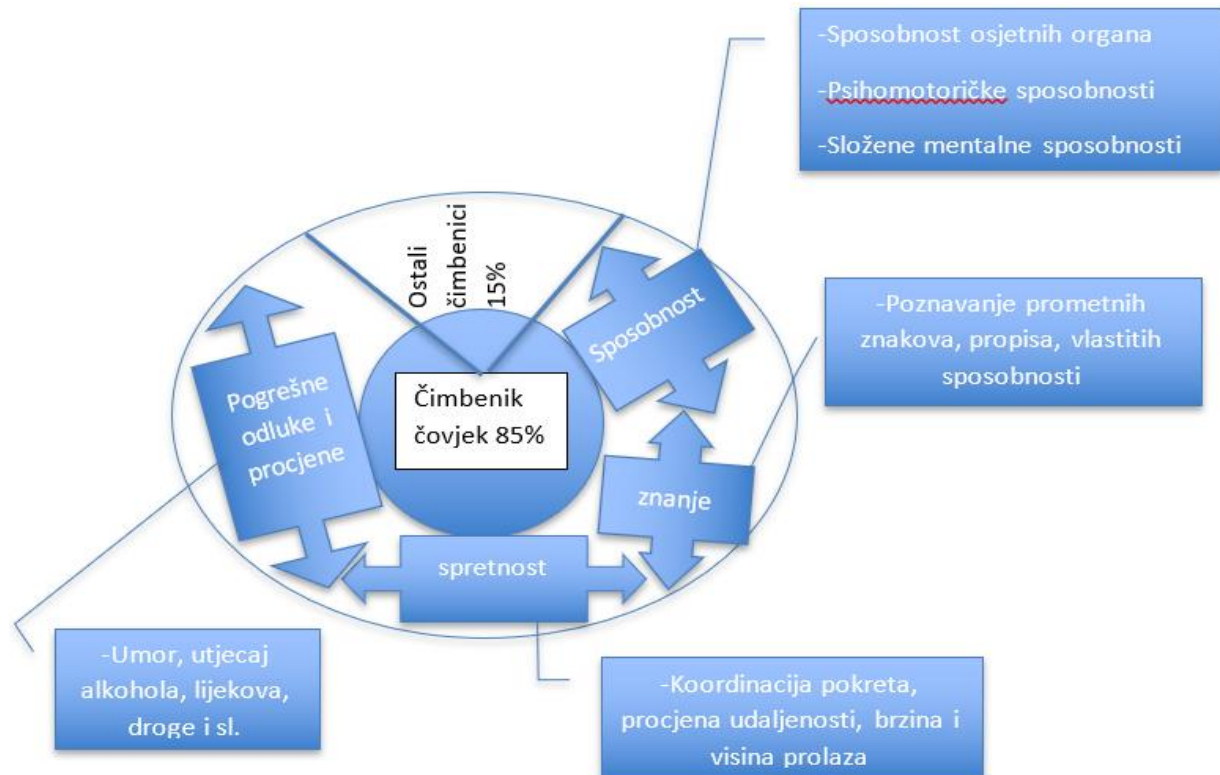 -Sposobnost osjetnih organa
-Psihomotoričke sposobnosti
-Složene mentalne sposobnosti
Ostali
čimbenici
15%
Sposobnost
-Poznavanje prometnih
znakova, propisa, vlastitih
sposobnosti
Pogrešne
odluke i
procjene
Čimbenik
čovjek 85%
znanje
spretnost
-Umor, utjecaj
alkohola, lijekova,
droge i sl.
-Koordinacija pokreta,
procjena udaljenosti, brzina i
visina prolaza